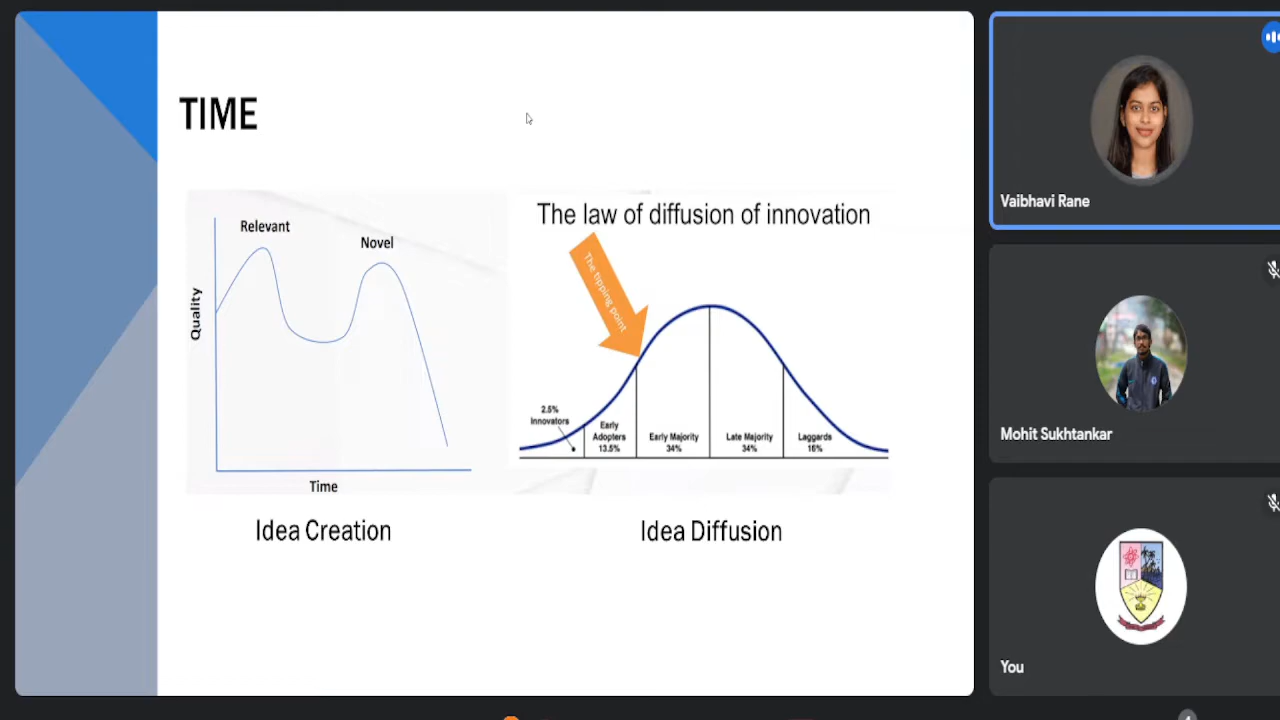 TIME
Relevant
Novel
Quality
Time
Idea Creation
The law of diffusion of innovation
The tipping point
2.5%
Innovators
Early
Adopters
13.5%
Early Majority
34%
Late Majority
34%
Laggards
16%
Idea Diffusion
Vaibhavi Rane
Mohit Sukhtankar
You